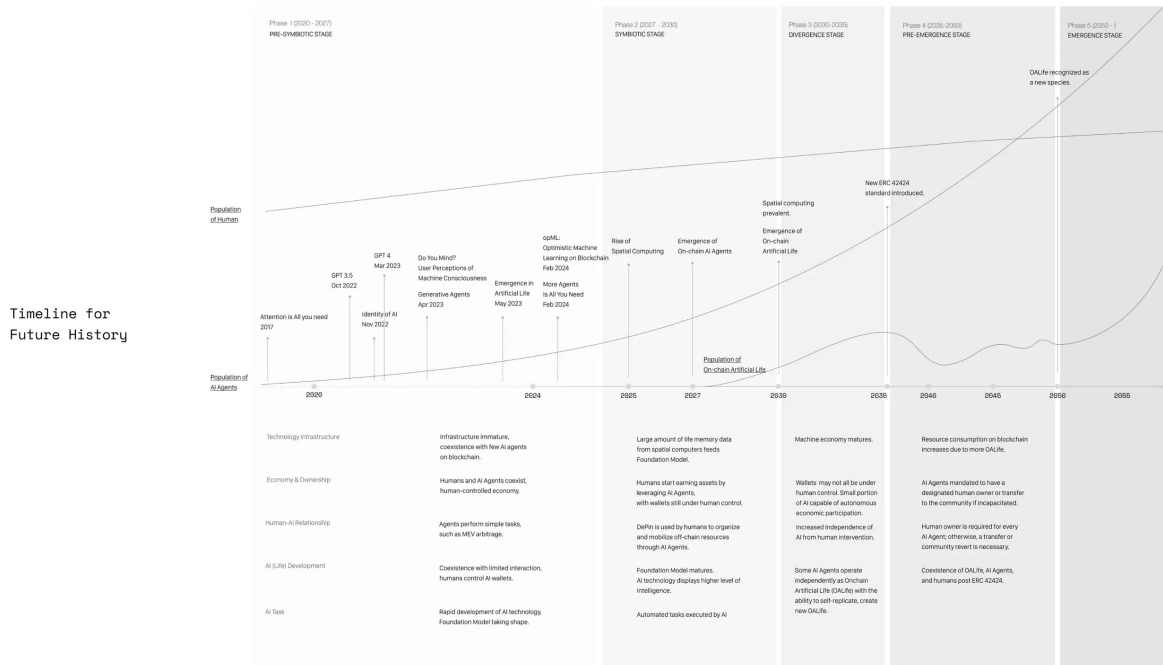 Phase 1 (2020 - 2027)
PRE-SYMBIOTIC STAGE
Phase 2 (2027 - 2030)
SYMBIOTIC STAGE
Phase 3 (2030-2035)
DIVERGENCE STAGE
Phase 4 (2035-2050)
PRE-EMERGENCE STAGE
Phase 5 (2050 - )
EMERGENCE STAGE
OALife recognized as
a new species.
New ERC 42424
standard introduced.
Population
of Human
Spatial computing
prevalent.
Emergence of
On-chain
Artificial Life
opML:
Optimistic Machine
Learning on Blockchain
Feb 2024
More Agents
Is All You Need
Feb 2024
Rise of
Spatial Computing
Emergence of
On-chain AI Agents
GPT 4
Mar 2023
Do You Mind?
User Perceptions of
Machine Consciousness
Generative Agents
Apr 2023
GPT 3.5
Oct 2022
Emergence in
Artificial Life
May 2023
Attention is All you need
2017
Identity of AI
Nov 2022
Timeline for
Future History
Population of
On-chain Artificial Life
Population of
AI Agents
2020
2024
2025
2027
2030
2035
2040
2045
2050
2055
Technology Infrastructure
Infrastructure immature,
coexistence with few AI agents
on blockchain.
Large amount of life memory data
from spatial computers feeds
Foundation Model.
Machine economy matures.
Resource consumption on blockchain
increases due to more OALife.
Economy & Ownership
Humans and AI Agents coexist,
human-controlled economy.
Humans start earning assets by
leveraging AI Agents,
with wallets still under human control.
Wallets may not all be under
human control. Small portion
of AI capable of autonomous
economic participation.
AI Agents mandated to have a
designated human owner or transfer
to the community if incapacitated.
Human-AI Relationship
Agents perform simple tasks,
such as MEV arbitrage.
DePin is used by humans to organize
and mobilize off-chain resources
through AI Agents.
Increased independence of
AI from human intervention.
Human owner is required for every
AI Agent; otherwise, a transfer or
community revert is necessary.
AI (Life) Development
Coexistence with limited interaction,
humans control AI wallets.
Foundation Model matures.
AI technology displays higher level of
intelligence.
Some AI Agents operate
independently as Onchain
Artificial Life (OALife) with the
ability to self-replicate, create
new OALife.
Coexistence of OALife, AI Agents,
and humans post ERC 42424.
AI Task
Rapid development of AI technology,
Foundation Model taking shape.
Automated tasks executed by AI